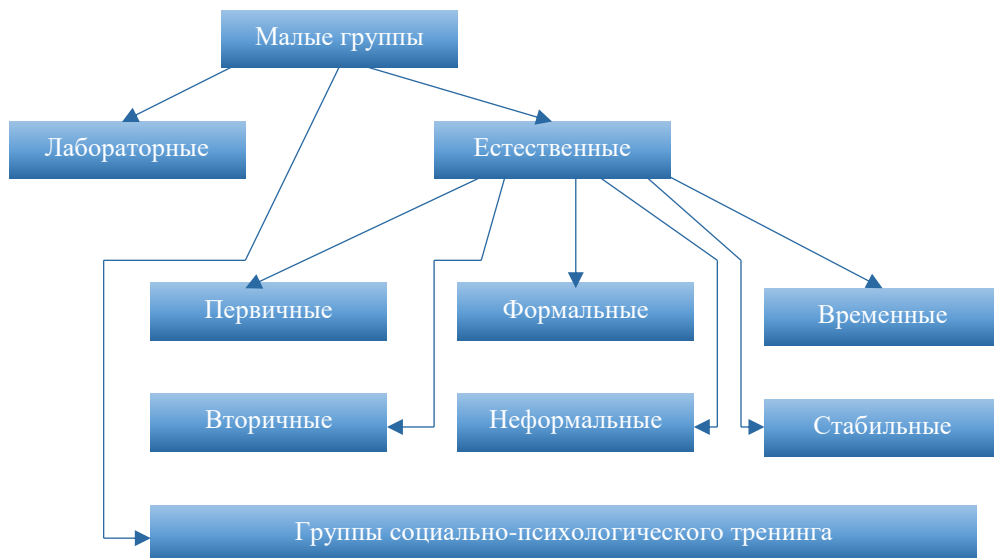 Малые группы
Лабораторные
Естественные
Первичные
Формальные
Временные
Вторичные
Неформальные
Стабильные
Группы социально-психологического тренинга